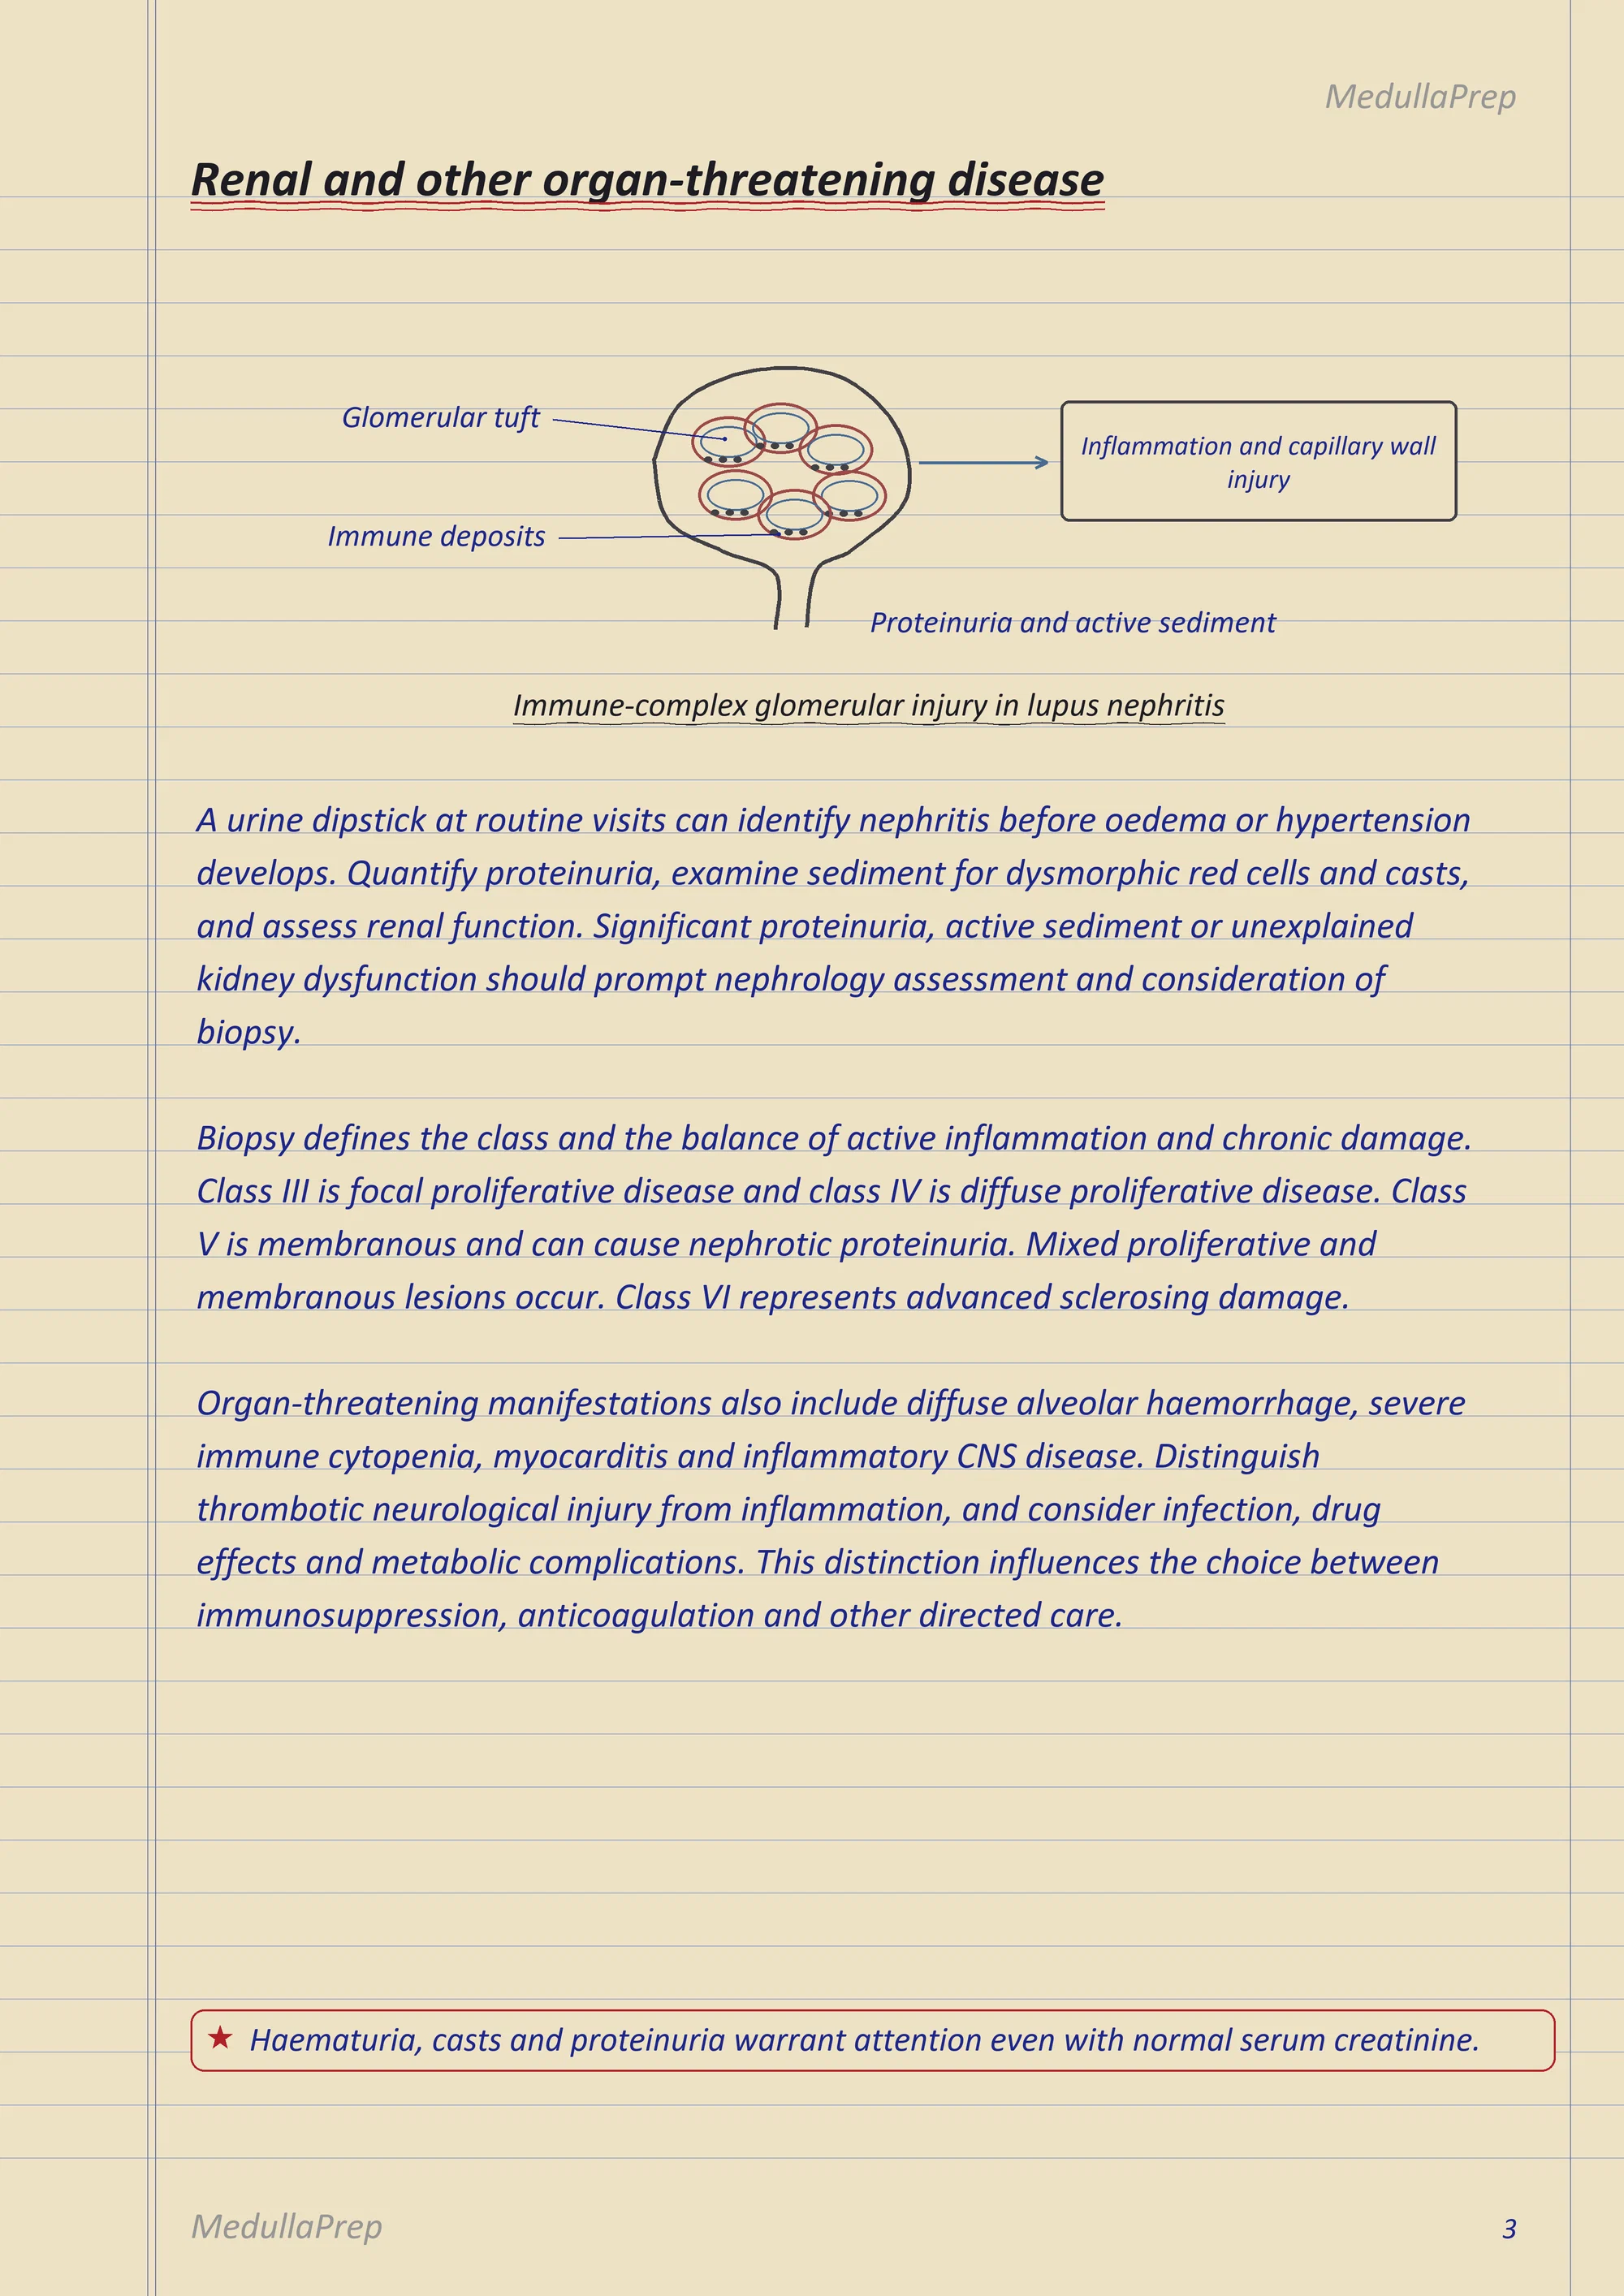 MedullaPrep
Renal and other organ-threatening disease
Glomerular tuft
Inflammation and capillary wall
injury
Immune deposits
Proteinuria and active sediment
Immune-complex glomerular injury in lupus nephritis
A urine dipstick at routine visits can identify nephritis before oedema or hypertension
develops. Quantify proteinuria, examine sediment for dysmorphic red cells and casts,
and assess renal function. Significant proteinuria, active sediment or unexplained
kidney dysfunction should prompt nephrology assessment and consideration of
biopsy.
Biopsy defines the class and the balance of active inflammation and chronic damage.
Class III is focal proliferative disease and class IV is diffuse proliferative disease. Class
V is membranous and can cause nephrotic proteinuria. Mixed proliferative and
membranous lesions occur. Class VI represents advanced sclerosing damage.
Organ-threatening manifestations also include diffuse alveolar haemorrhage, severe
immune cytopenia, myocarditis and inflammatory CNS disease. Distinguish
thrombotic neurological injury from inflammation, and consider infection, drug
effects and metabolic complications. This distinction influences the choice between
immunosuppression, anticoagulation and other directed care.
★ Haematuria, casts and proteinuria warrant attention even with normal serum creatinine.
MedullaPrep
3